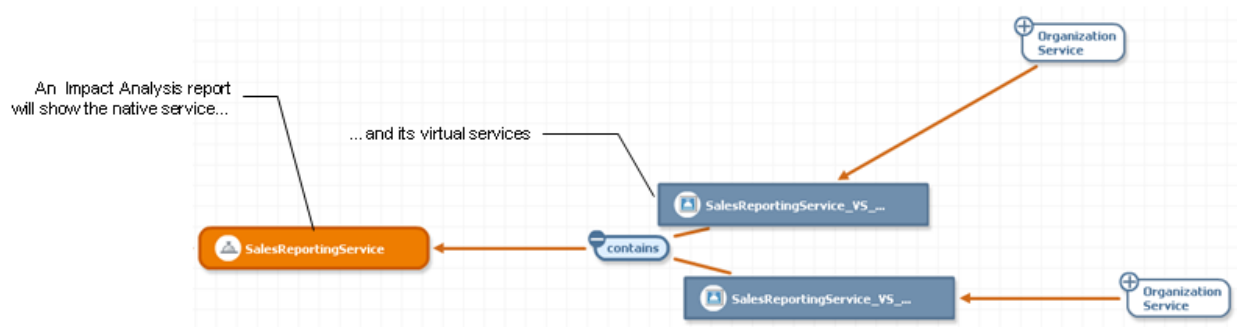 Organization
Service
An Impact Analysis report
will show the native service...
... and its virtual services
SalesReportingService_VS_...
SalesReportingService
contains
SalesReportingService_VS_...
Organization
Service